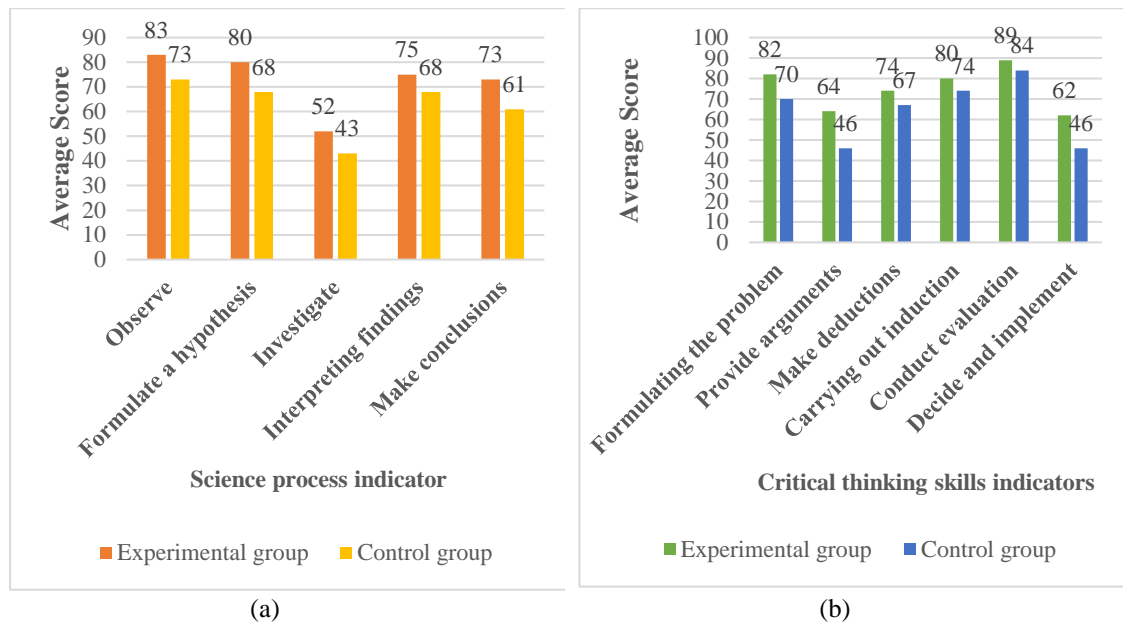 83
80
75
73
73
68
68
61
52
43
90
80
70
60
50
40
30
20
10
0
Average Score
Observe
Formulate a hypothesis
Investigate
Interpreting findings
Make conclusions
Science process indicator
Experimental group
Control group
(a)
82
70
64
46
74
67
80
74
89
84
62
46
100
90
80
70
60
50
40
30
20
10
0
Average Score
Formulating the problem
Provide arguments
Make deductions
Carrying out induction
Conduct evaluation
Decide and implement
Critical thinking skills indicators
Experimental group
Control group
(b)